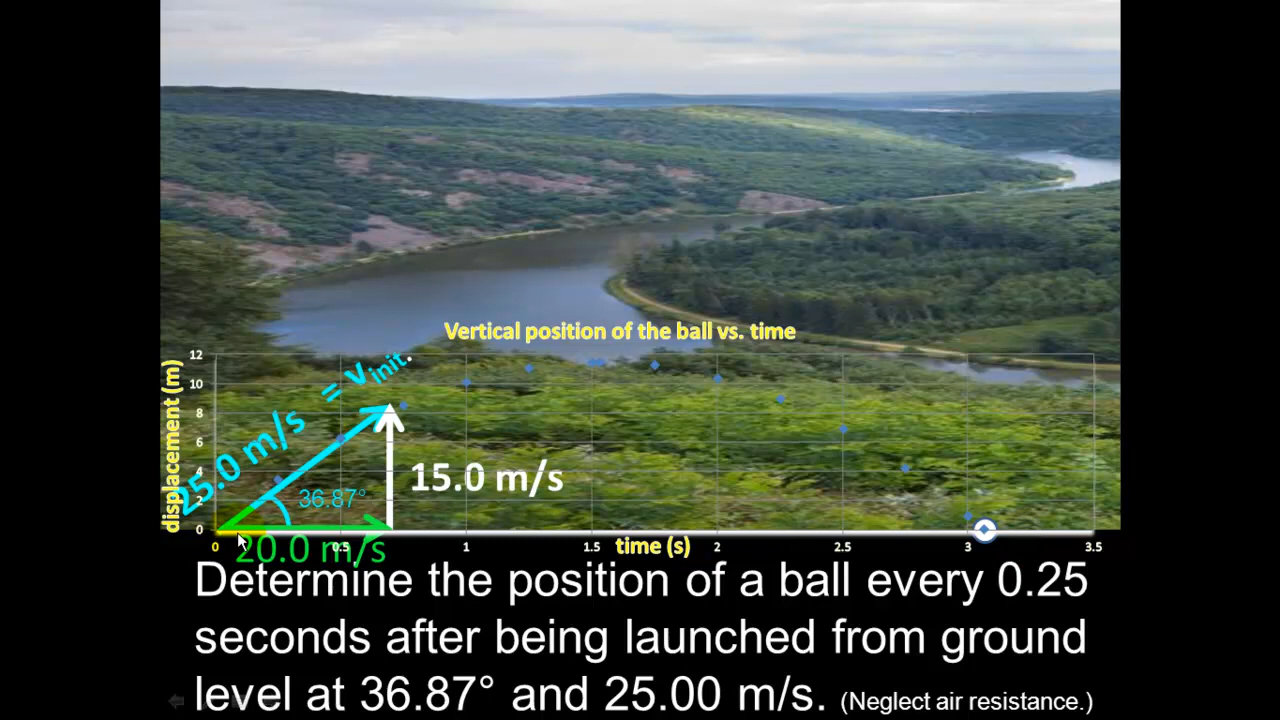 Vertical position of the ball vs. time
displacement (m)
12
10
8
6
4
2
0
25.0 m/s = vinit.
15.0 m/s
36.87°
20.0 m/s
0 0.5 1 1.5 2 2.5 3 3.5
time (s)
Determine the position of a ball every 0.25
seconds after being launched from ground
level at 36.87° and 25.00 m/s. (Neglect air resistance.)